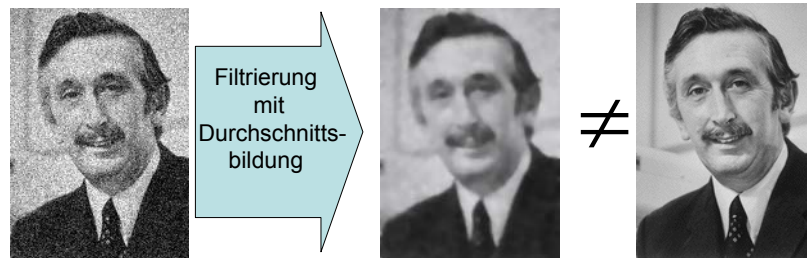 Filtrierung
mit
Durchschnitts-
bildung
≠